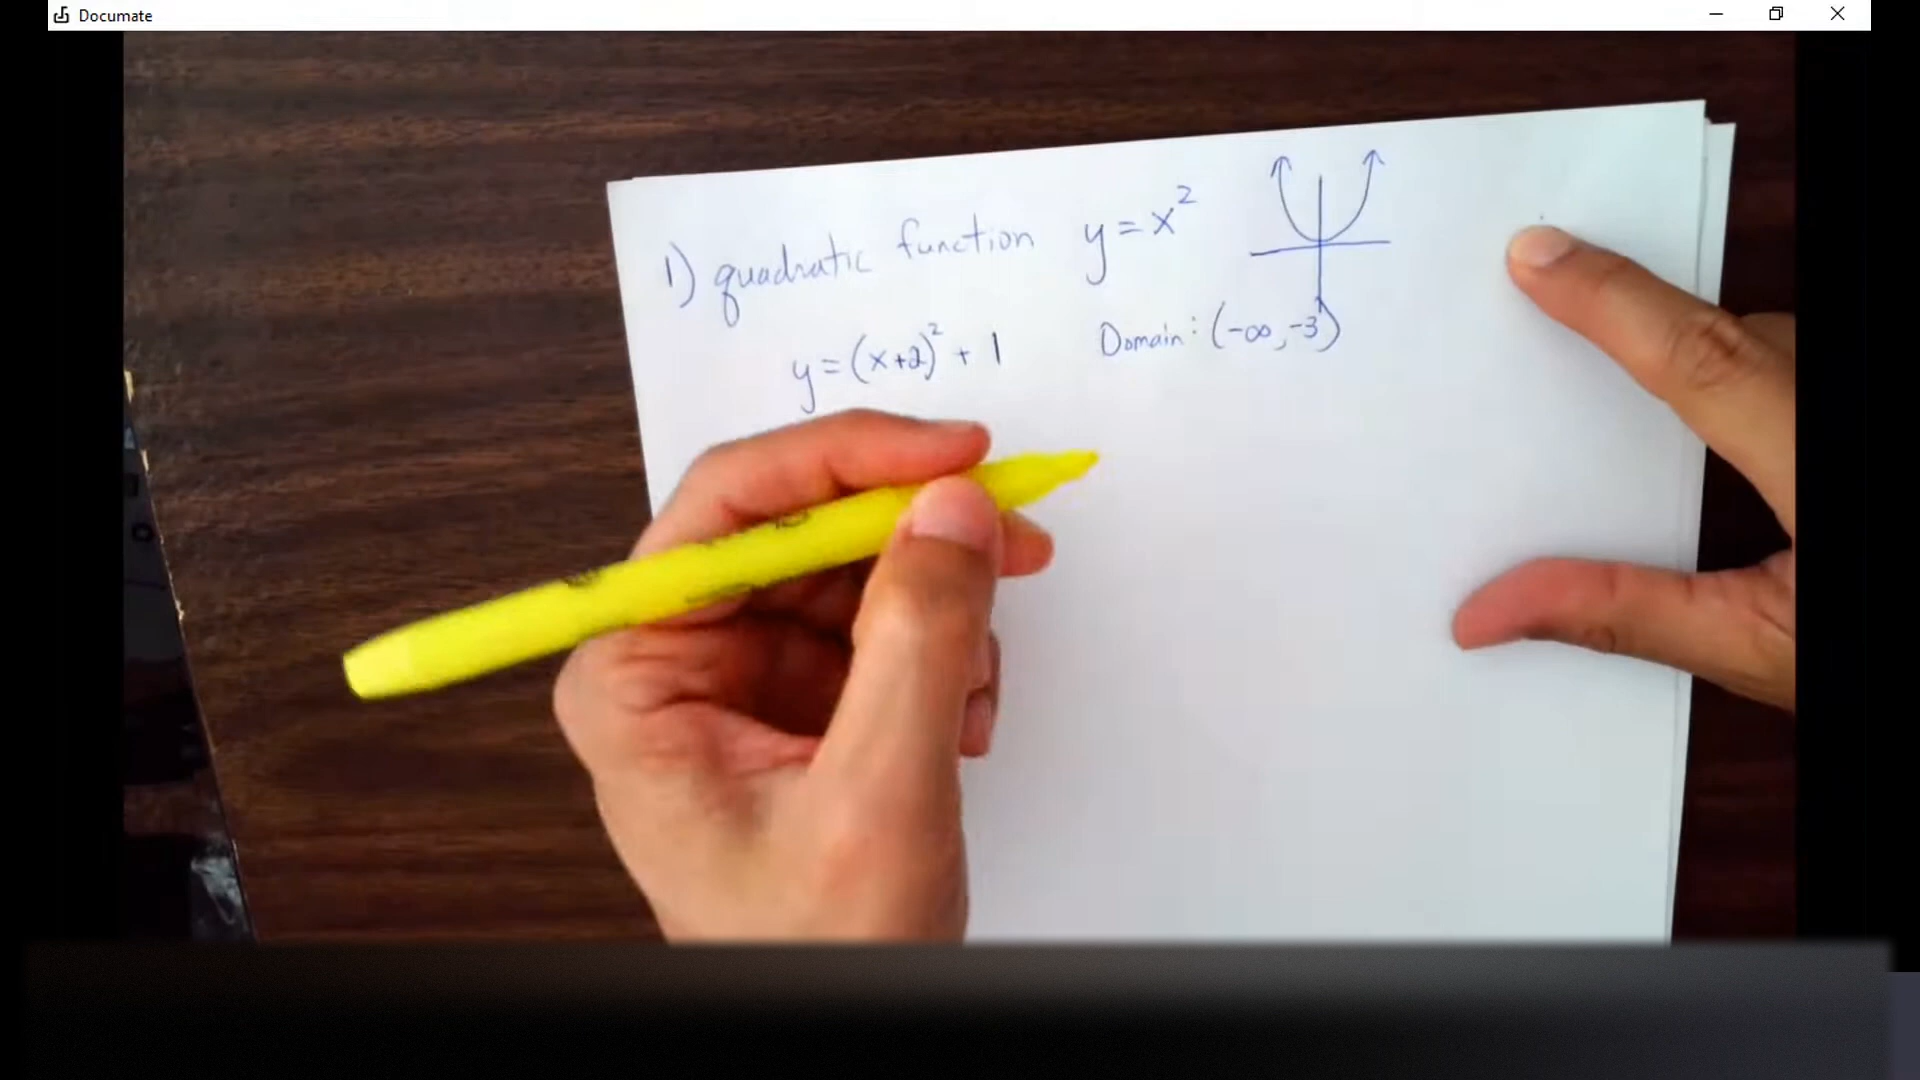 Documate
1) quadratic function y = x²
y = (x+2)² + 1 Domain: (-∞, -3)